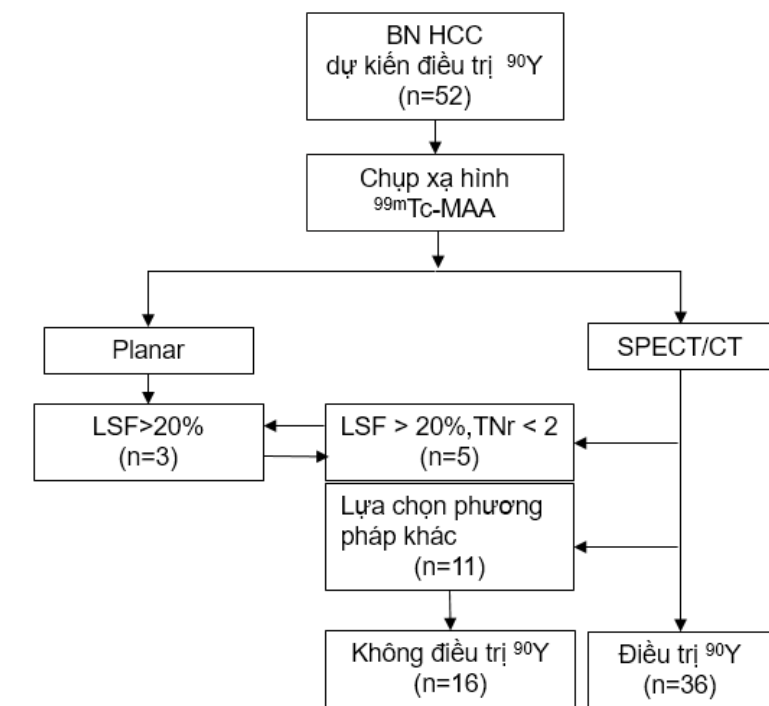 BN HCC
dự kiến điều trị ⁹⁰Y
(n=52)
Chụp xạ hình
⁹⁹ᵐTc-MAA
Planar
SPECT/CT
LSF>20%
(n=3)
LSF > 20%,TNr < 2
(n=5)
Lựa chọn phương
pháp khác
(n=11)
Không điều trị ⁹⁰Y
(n=16)
Điều trị ⁹⁰Y
(n=36)